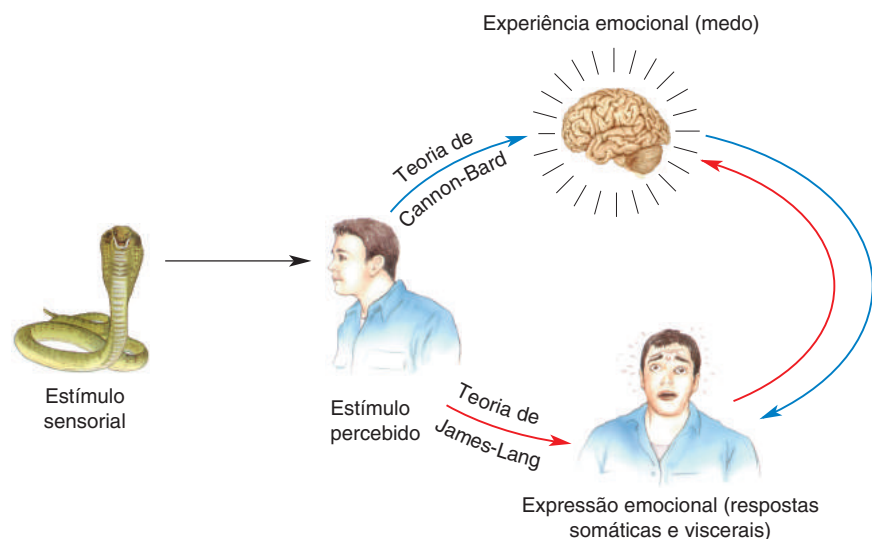 Experiência emocional (medo)
Teoria de
Cannon-Bard
Estímulo
sensorial
Estímulo
percebido
Teoria de
James-Lang
Expressão emocional (respostas
somáticas e viscerais)